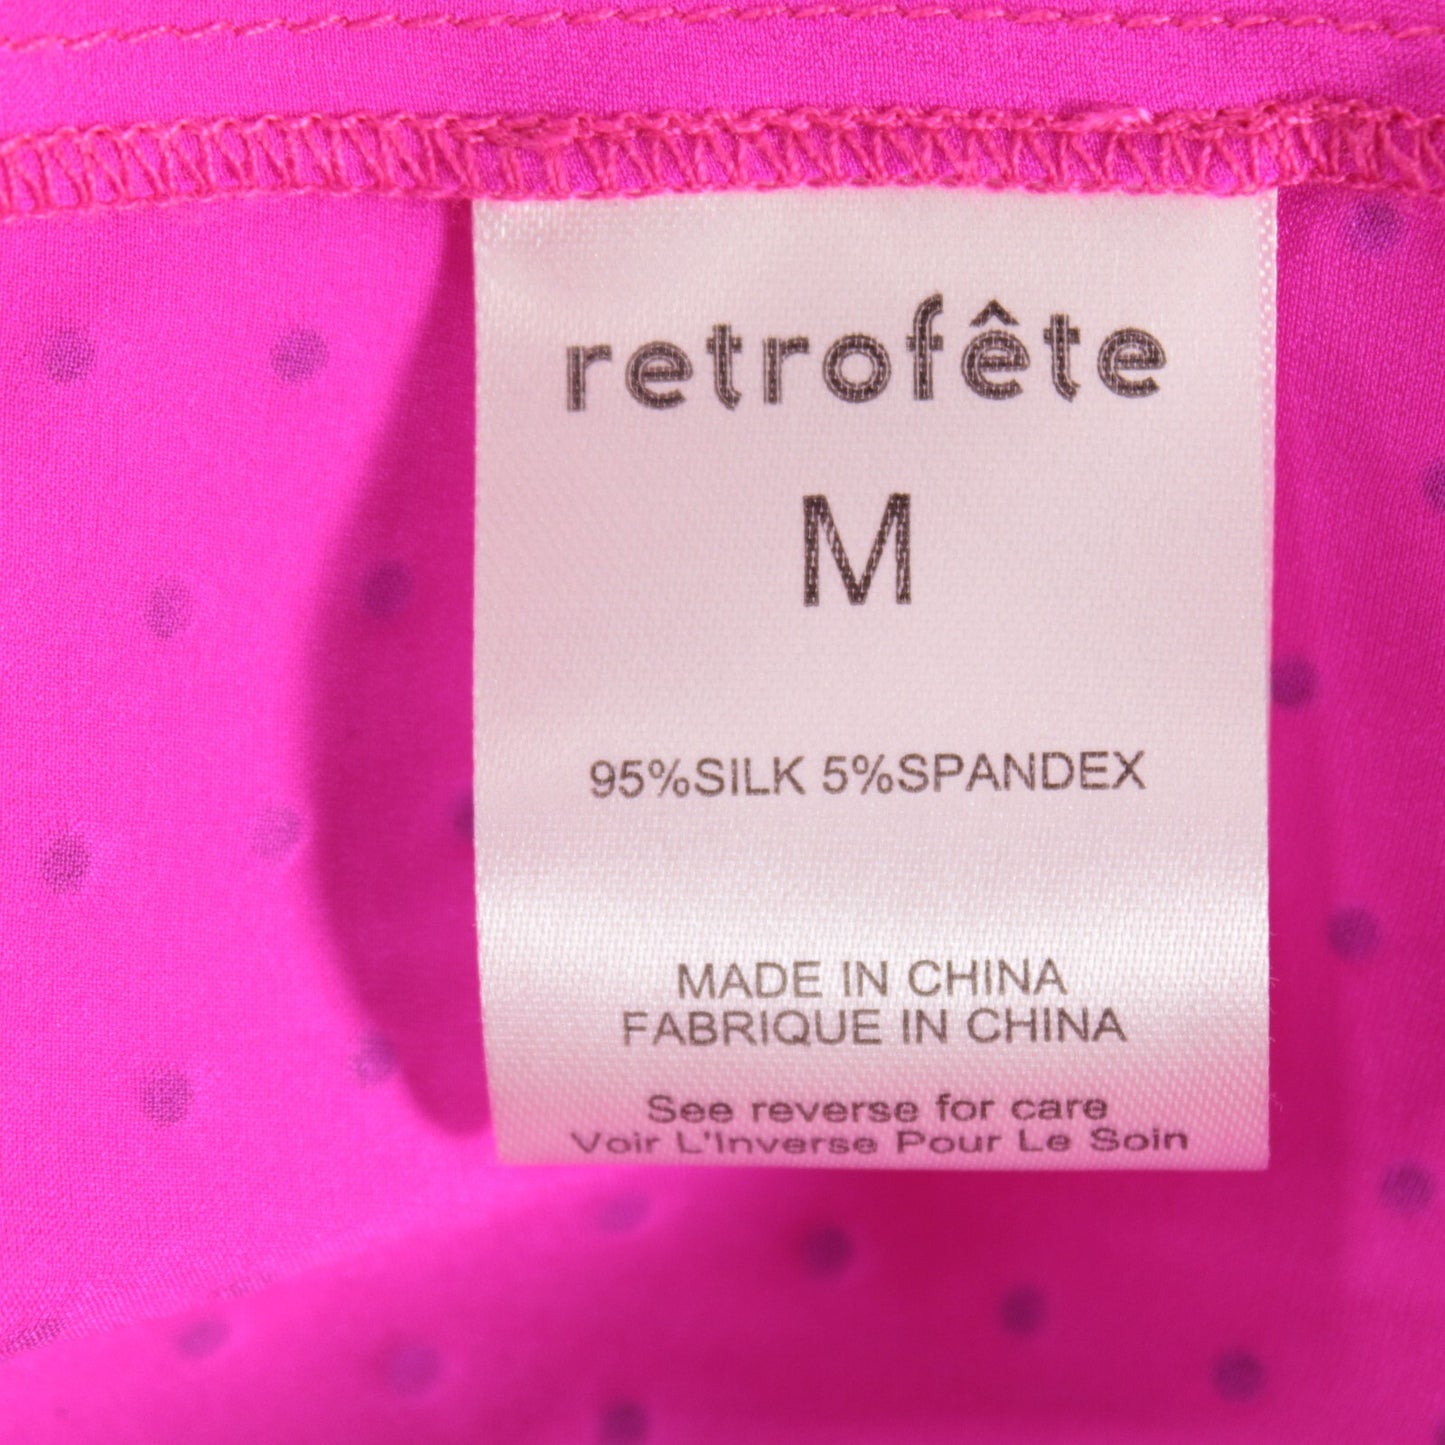 retrofête
M
95%SILK 5%SPANDEX
MADE IN CHINA
FABRIQUE IN CHINA
See reverse for care
Voir L'Inverse Pour Le Soin